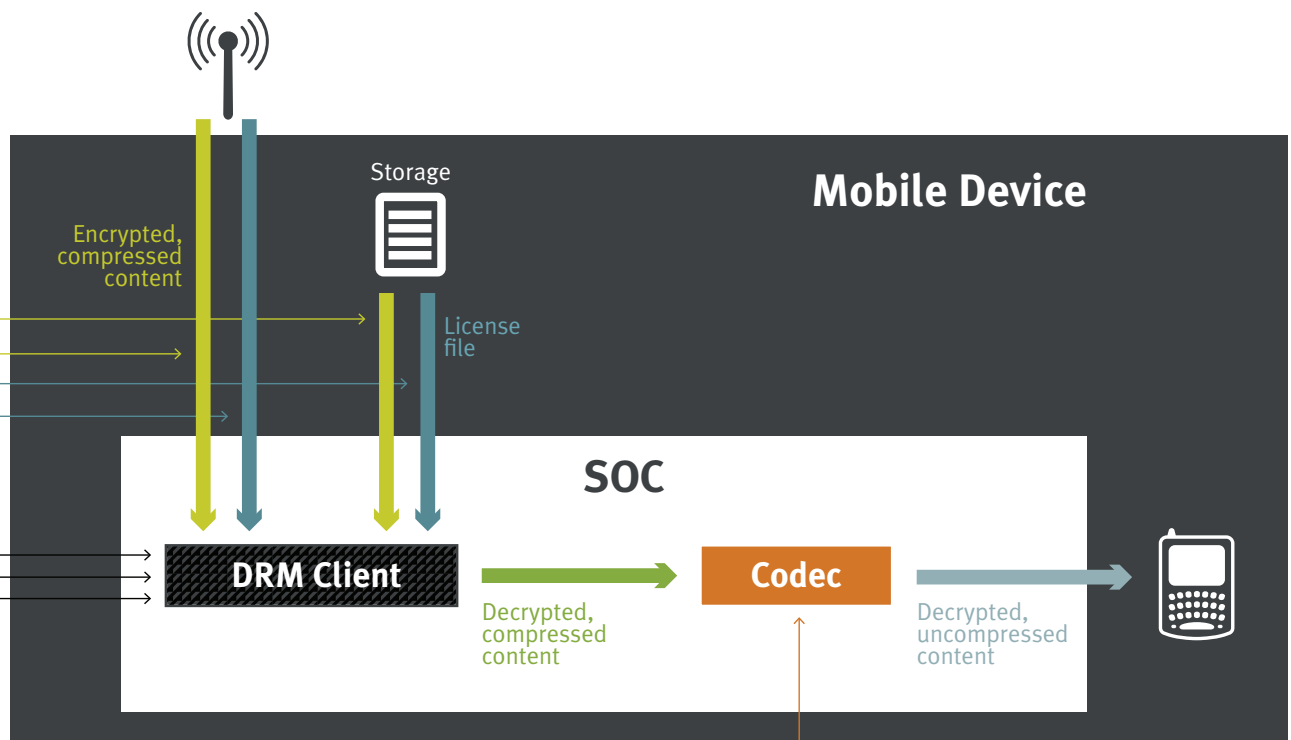 Storage
Mobile Device
Encrypted,
compressed
content
License
file
SOC
DRM Client
Codec
Decrypted,
compressed
content
Decrypted,
uncompressed
content